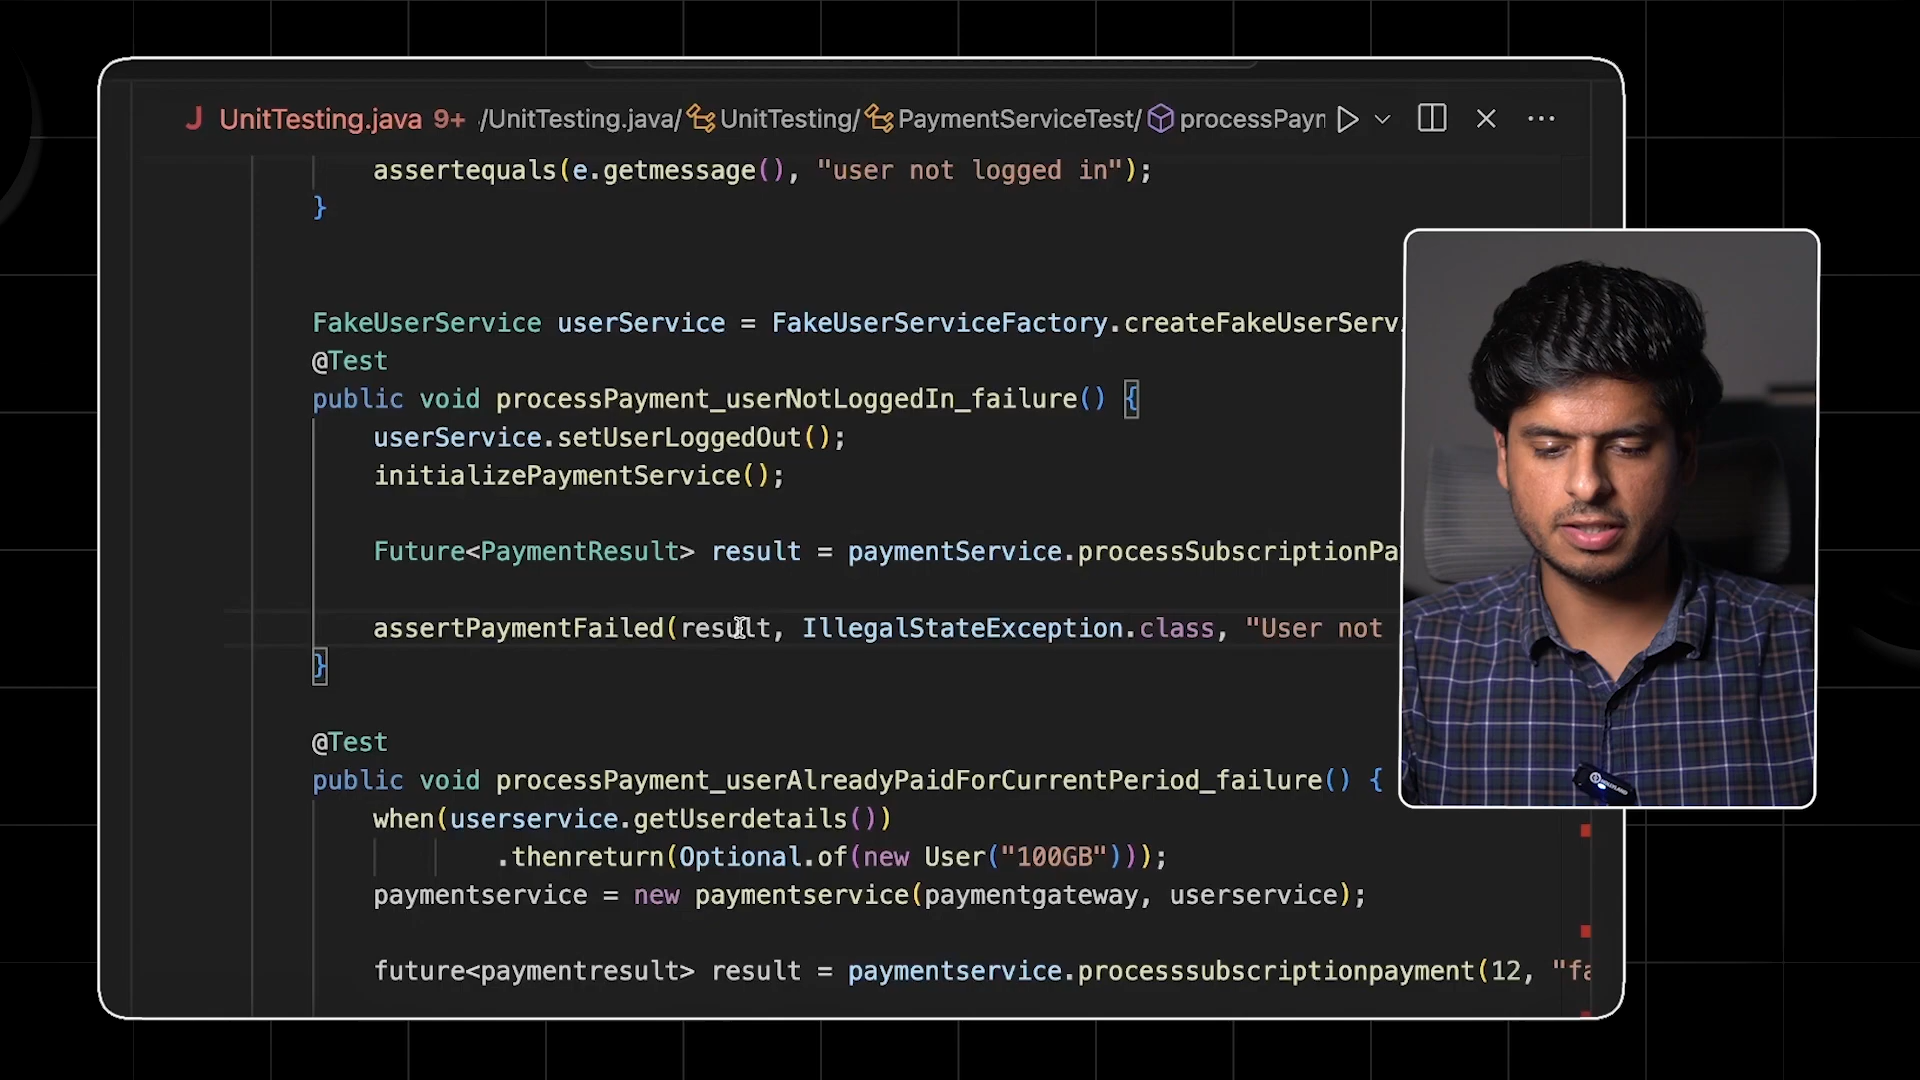 J UnitTesting.java 9+ /UnitTesting.java/ UnitTesting/ PaymentServiceTest/ processPaym
assertequals(e.getmessage(), "user not logged in");
}
FakeUserService userService = FakeUserServiceFactory.createFakeUserServi
@Test
public void processPayment_userNotLoggedIn_failure() {
userService.setUserLoggedOut();
initializePaymentService();
Future<PaymentResult> result = paymentService.processSubscriptionPa
assertPaymentFailed(result, IllegalStateException.class, "User not
}
@Test
public void processPayment_userAlreadyPaidForCurrentPeriod_failure() {
when(userservice.getUserdetails())
.thenreturn(Optional.of(new User("100GB")));
paymentservice = new paymentservice(paymentgateway, userservice);
future<paymentresult> result = paymentservice.processsubscriptionpayment(12, "fa